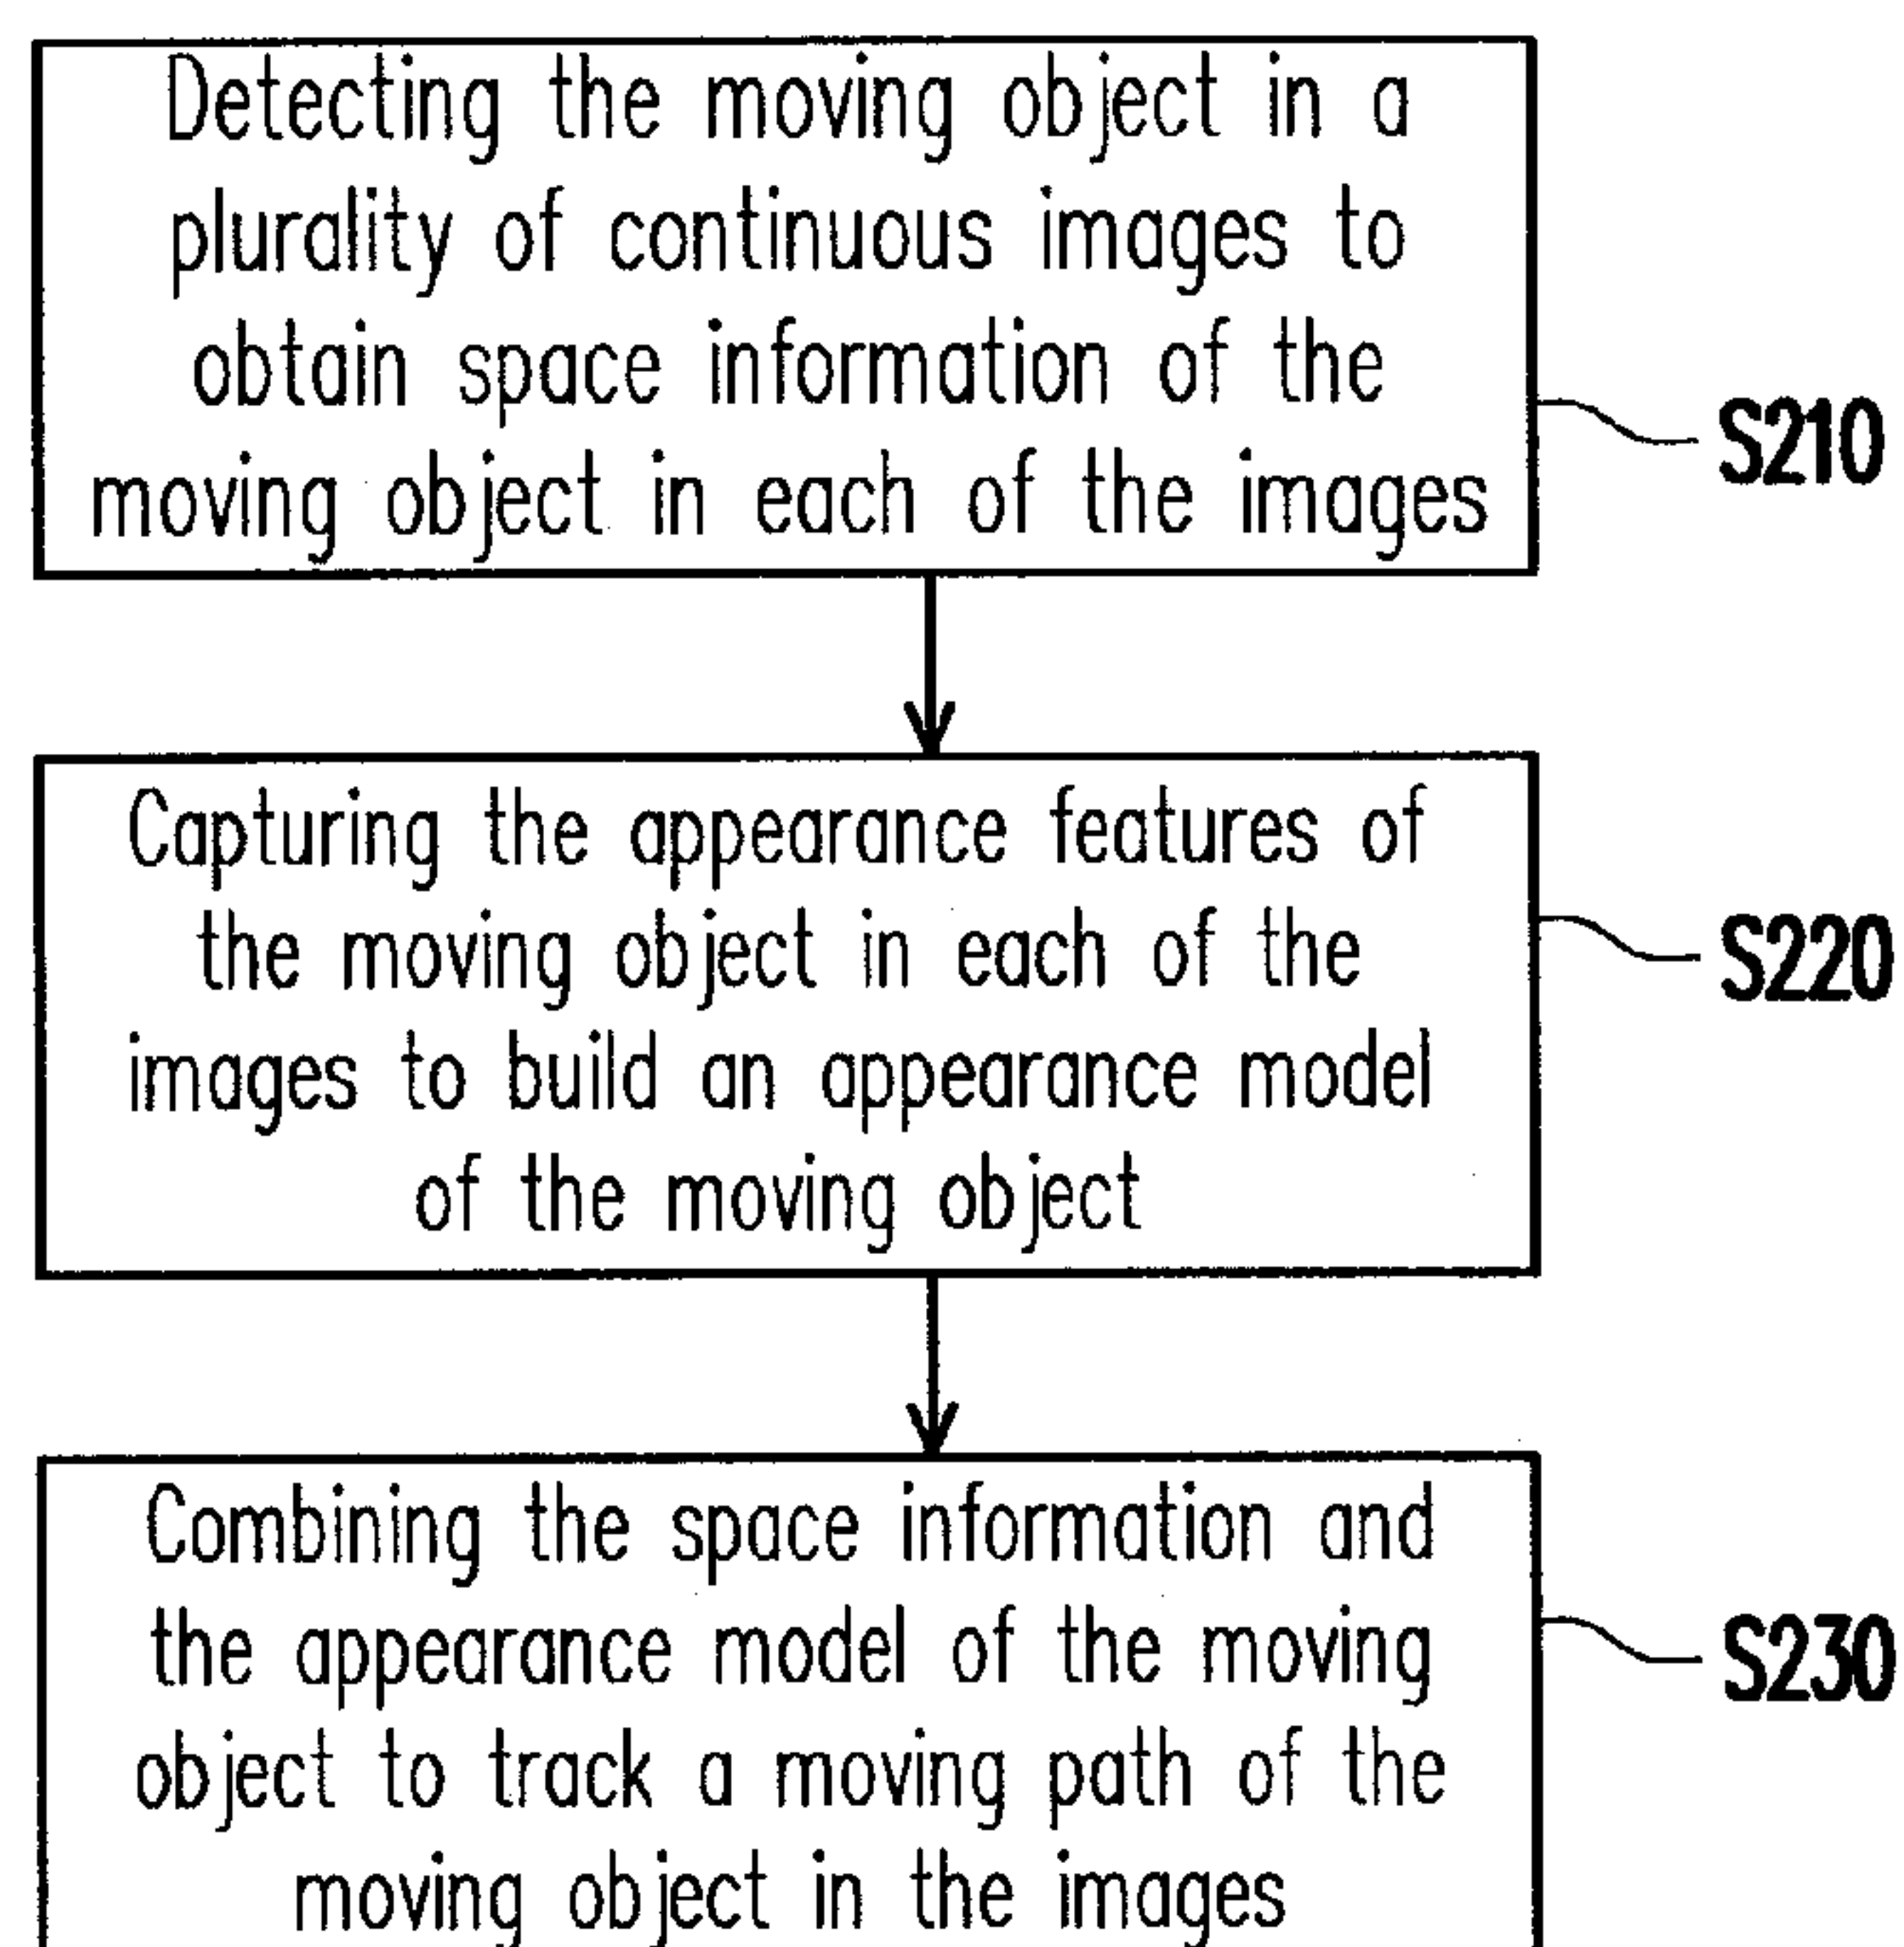 Detecting the moving object in a
plurality of continuous images to
obtain space information of the
moving object in each of the images
S210
Capturing the appearance features of
the moving object in each of the
images to build an appearance model
of the moving object
S220
Combining the space information and
the appearance model of the moving
object to track a moving path of the
moving object in the images
S230